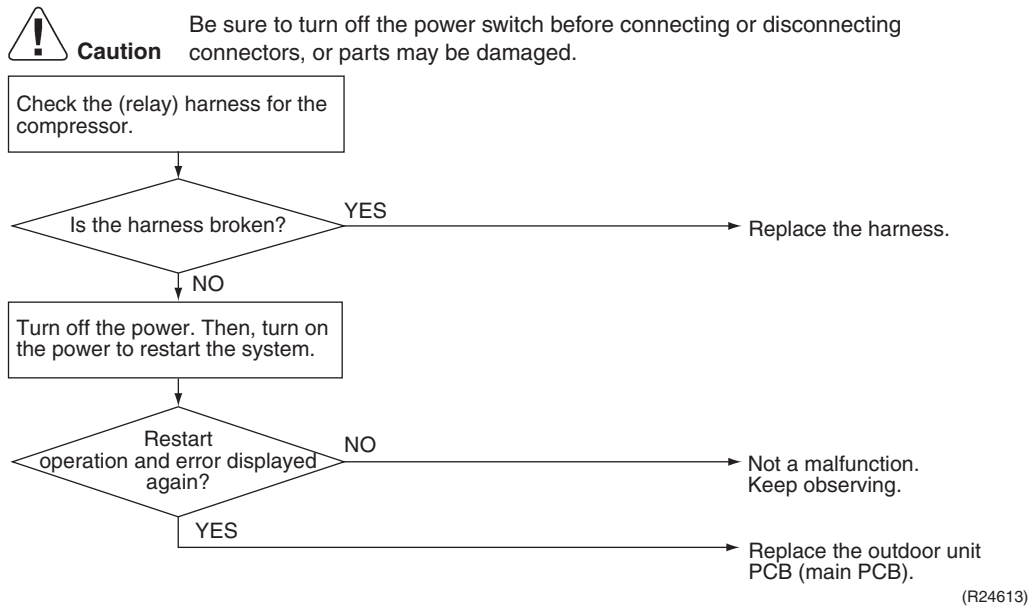 Be sure to turn off the power switch before connecting or disconnecting
Caution connectors, or parts may be damaged.
Check the (relay) harness for the
compressor.
Is the harness broken?
YES
Replace the harness.
NO
Turn off the power. Then, turn on
the power to restart the system.
Restart
operation and error displayed
again?
NO
Not a malfunction.
Keep observing.
YES
Replace the outdoor unit
PCB (main PCB).
(R24613)